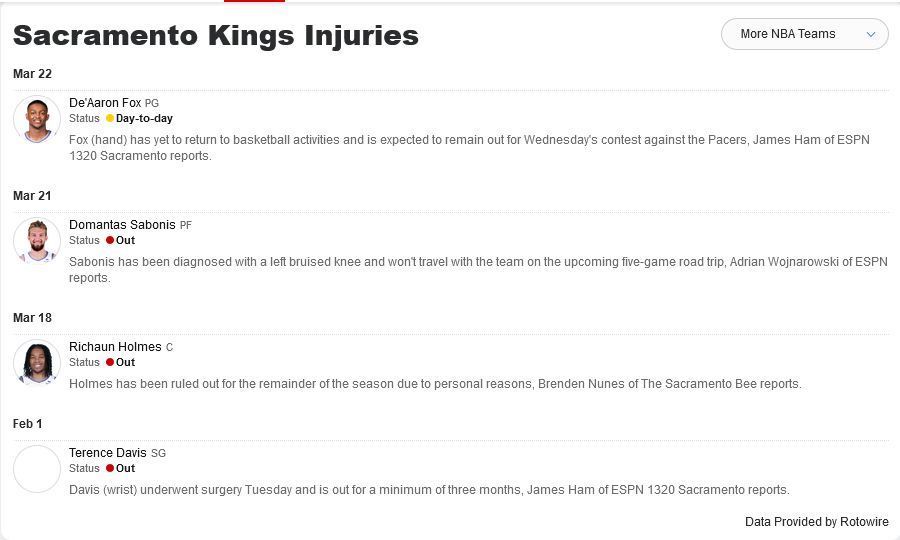 Sacramento Kings Injuries
More NBA Teams
Mar 22
De'Aaron Fox PG
Status Day-to-day
Fox (hand) has yet to return to basketball activities and is expected to remain out for Wednesday's contest against the Pacers, James Ham of ESPN
1320 Sacramento reports.
Mar 21
Domantas Sabonis PF
Status Out
Sabonis has been diagnosed with a left bruised knee and won't travel with the team on the upcoming five-game road trip, Adrian Wojnarowski of ESPN
reports.
Mar 18
Richaun Holmes C
Status Out
Holmes has been ruled out for the remainder of the season due to personal reasons, Brenden Nunes of The Sacramento Bee reports.
Feb 1
Terence Davis SG
Status Out
Davis (wrist) underwent surgery Tuesday and is out for a minimum of three months, James Ham of ESPN 1320 Sacramento reports.
Data Provided by Rotowire